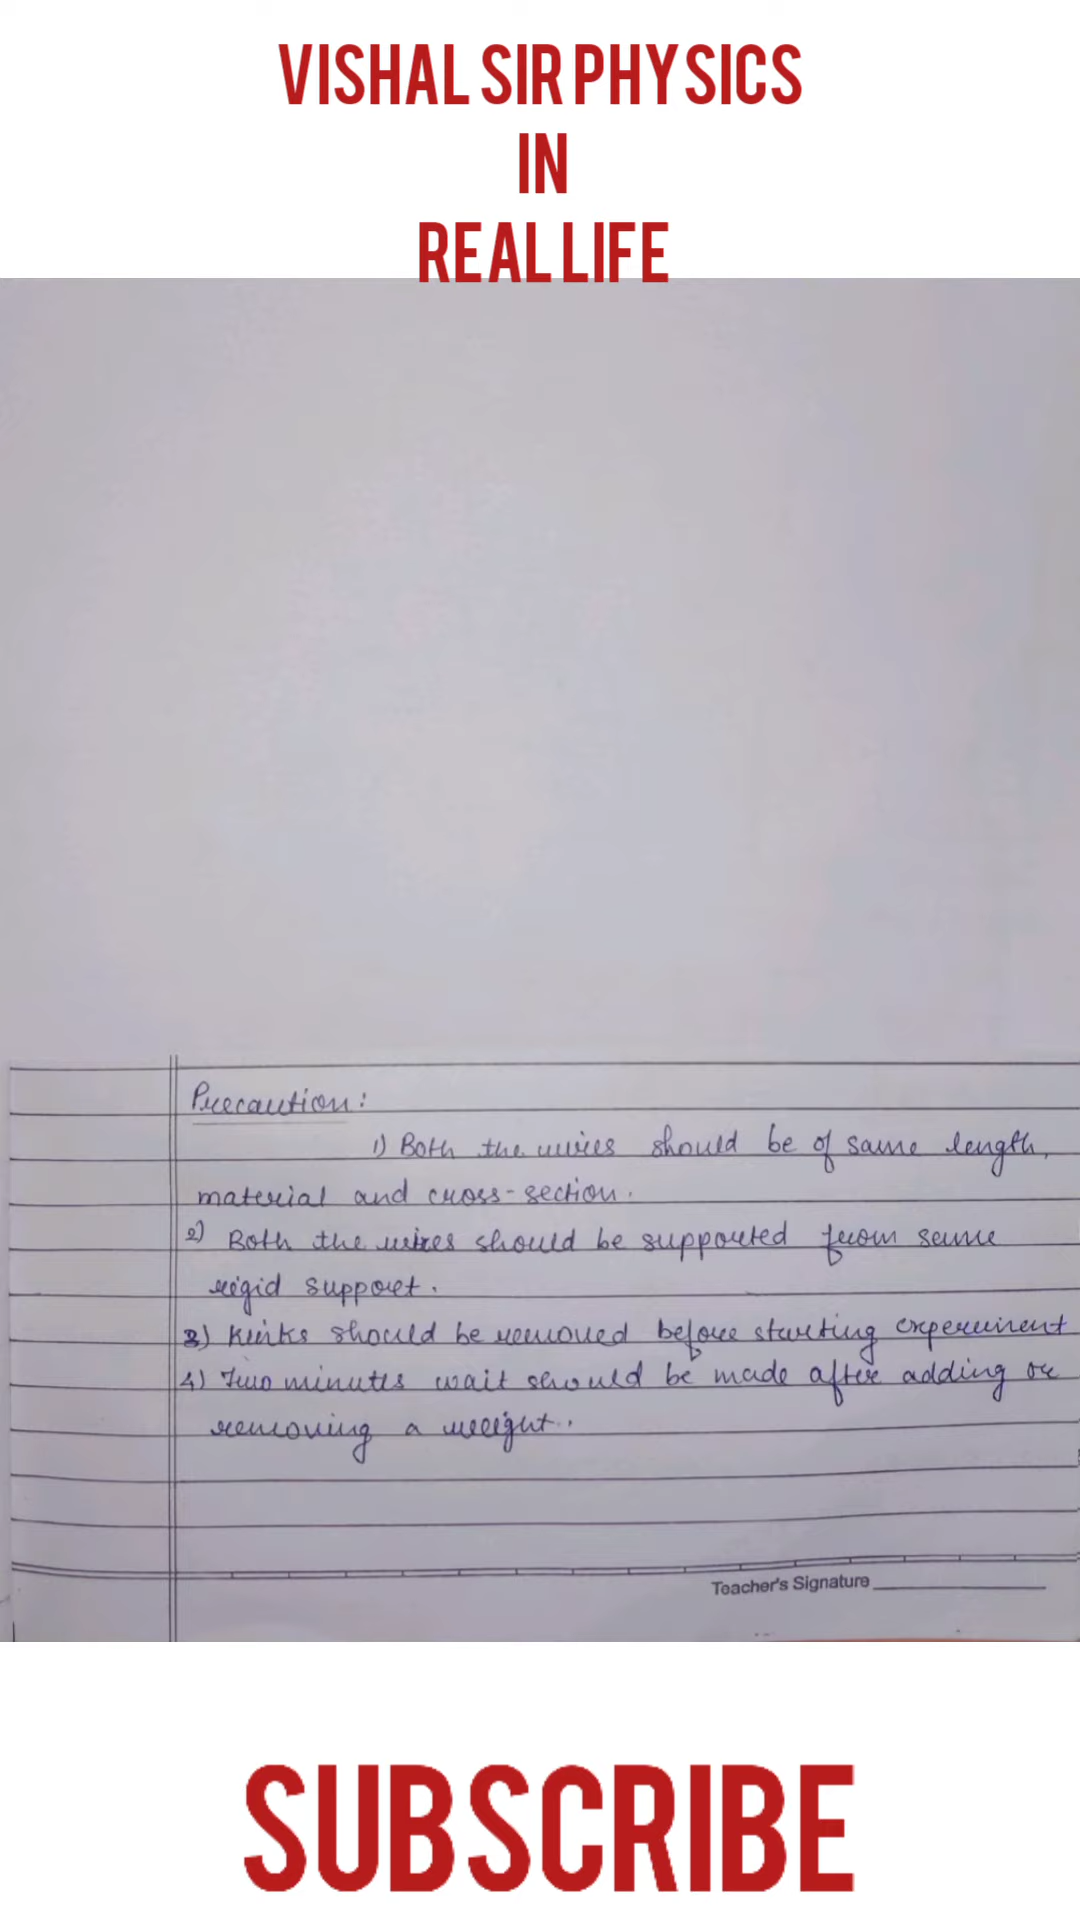 VISHAL SIR PHYSICS
IN
REAL LIFE
Precaution:
1) Both the wires should be of same length,
material and cross-section.
2) Both the wires should be supported from same
rigid support.
3) Kinks should be removed before starting experiment
4) Two minutes wait should be made after adding or
removing a weight.
Teacher's Signature
SUBSCRIBE